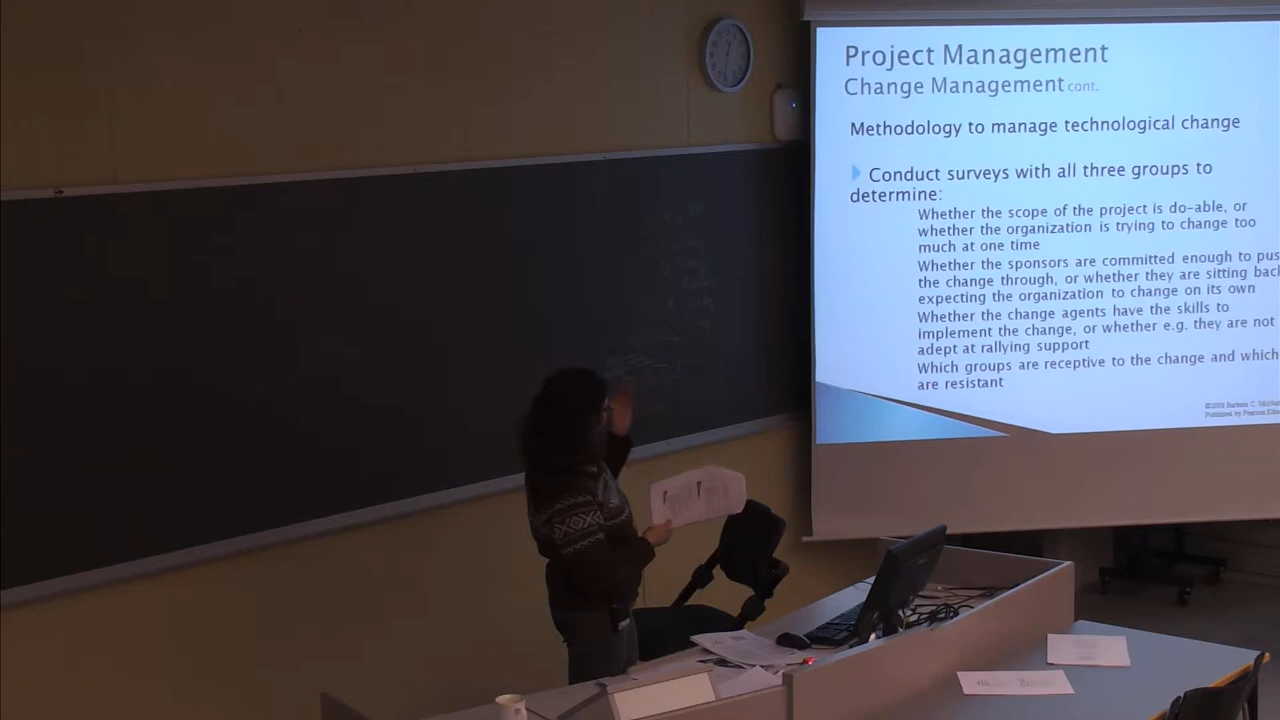 Project Management
Change Management cont.
Methodology to manage technological change
Conduct surveys with all three groups to
determine:
Whether the scope of the project is do-able, or
whether the organization is trying to change too
much at one time
Whether the sponsors are committed enough to
the change through, or whether they are sitting
expecting the organization to change on its own
Whether the change agents have the skills to
implement the change, or whether e.g. they are not
adept at rallying support
Which groups are receptive to the change and which
are resistant
Published by Pearson